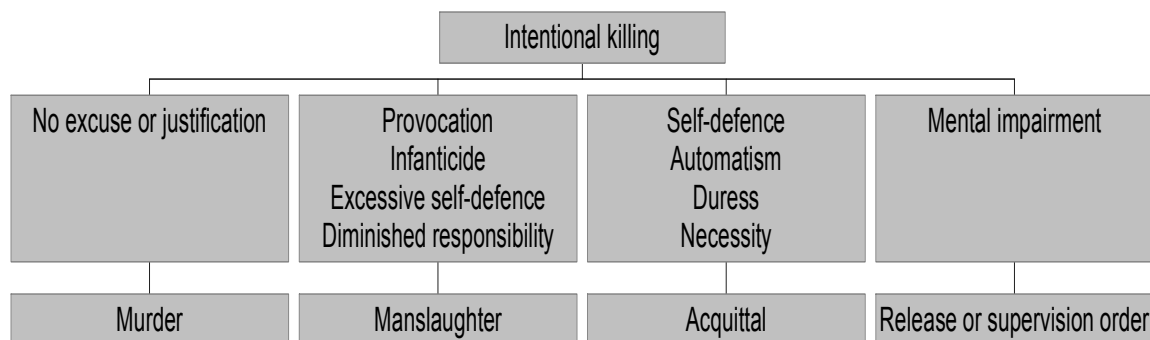 Intentional killing
No excuse or justification
Provocation
Infanticide
Excessive self-defence
Diminished responsibility
Self-defence
Automatism
Duress
Necessity
Mental impairment
Murder
Manslaughter
Acquittal
Release or supervision order